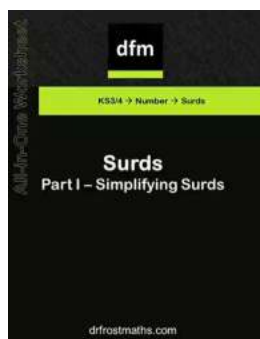 dfm
KS3/4 → Number → Surds
All-in-One Worksheet
Surds
Part I – Simplifying Surds
drfrostmaths.com